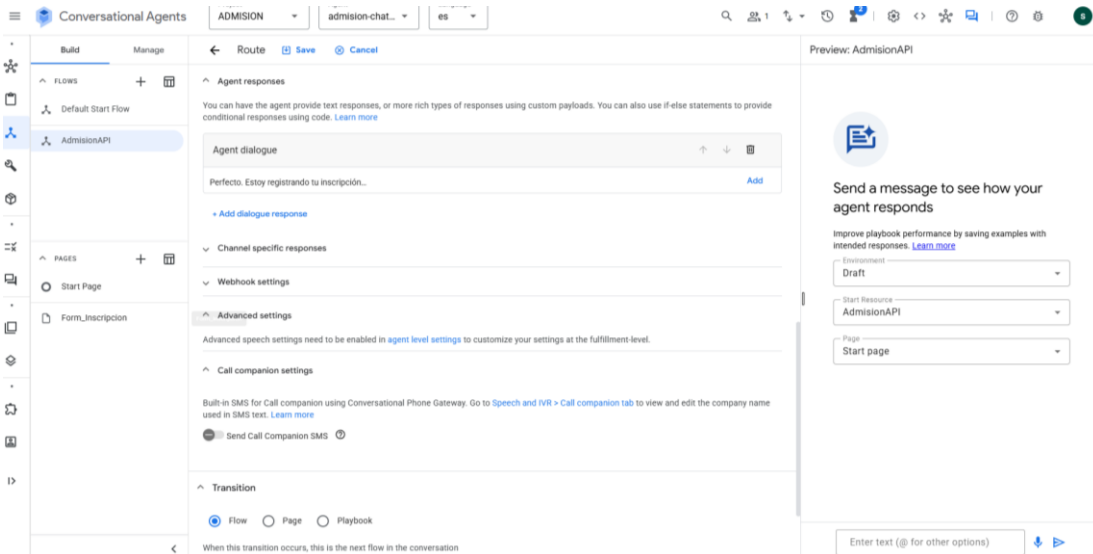 Conversational Agents
ADMISION
admision-chat...
es
1
2
S
Build
Manage
Route
Save
Cancel
Preview: AdmisionAPI
FLOWS
Default Start Flow
AdmisionAPI
PAGES
Start Page
Form_Inscripcion
Agent responses
You can have the agent provide text responses, or more rich types of responses using custom payloads. You can also use if-else statements to provide
conditional responses using code. Learn more
Agent dialogue
Perfecto. Estoy registrando tu inscripción...
Add
+ Add dialogue response
Channel specific responses
Webhook settings
Advanced settings
Advanced speech settings need to be enabled in agent level settings to customize your settings at the fulfillment-level.
Call companion settings
Built-in SMS for Call companion using Conversational Phone Gateway. Go to Speech and IVR > Call companion tab to view and edit the company name
used in SMS text. Learn more
Send Call Companion SMS
Transition
Flow
Page
Playbook
When this transition occurs, this is the next flow in the conversation
Send a message to see how your
agent responds
Improve playbook performance by saving examples with
intended responses. Learn more
Environment
Draft
Start Resource
AdmisionAPI
Page
Start page
Enter text (@ for other options)